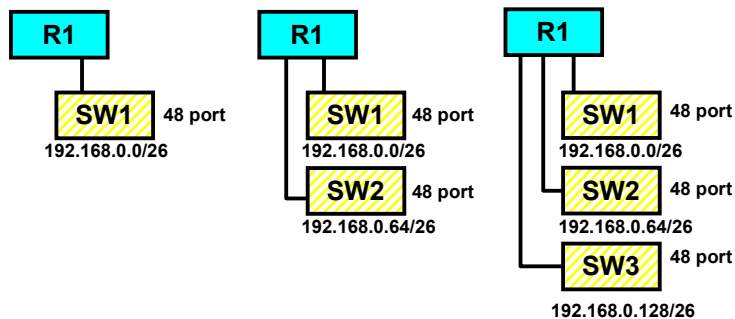 R1
SW1 48 port
192.168.0.0/26
R1
SW1 48 port
192.168.0.0/26
SW2 48 port
192.168.0.64/26
R1
SW1 48 port
192.168.0.0/26
SW2 48 port
192.168.0.64/26
SW3 48 port
192.168.0.128/26